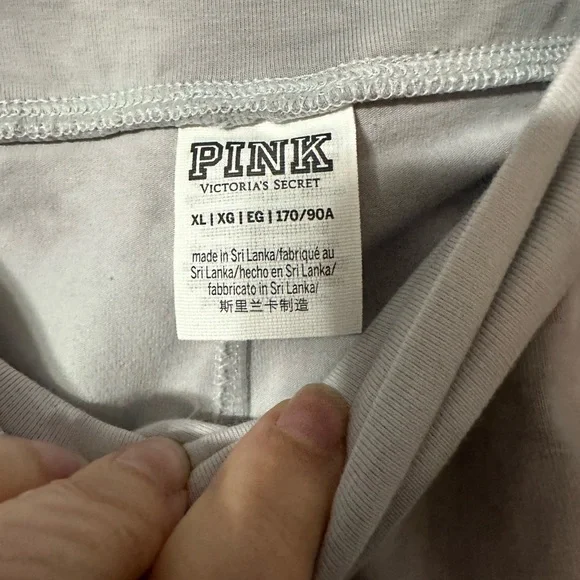 PINK
VICTORIA'S SECRET
XL | XG | EG | 170/90A
made in Sri Lanka/fabriqué au
Sri Lanka/hecho en Sri Lanka/
fabbricato in Sri Lanka/
斯里兰卡制造